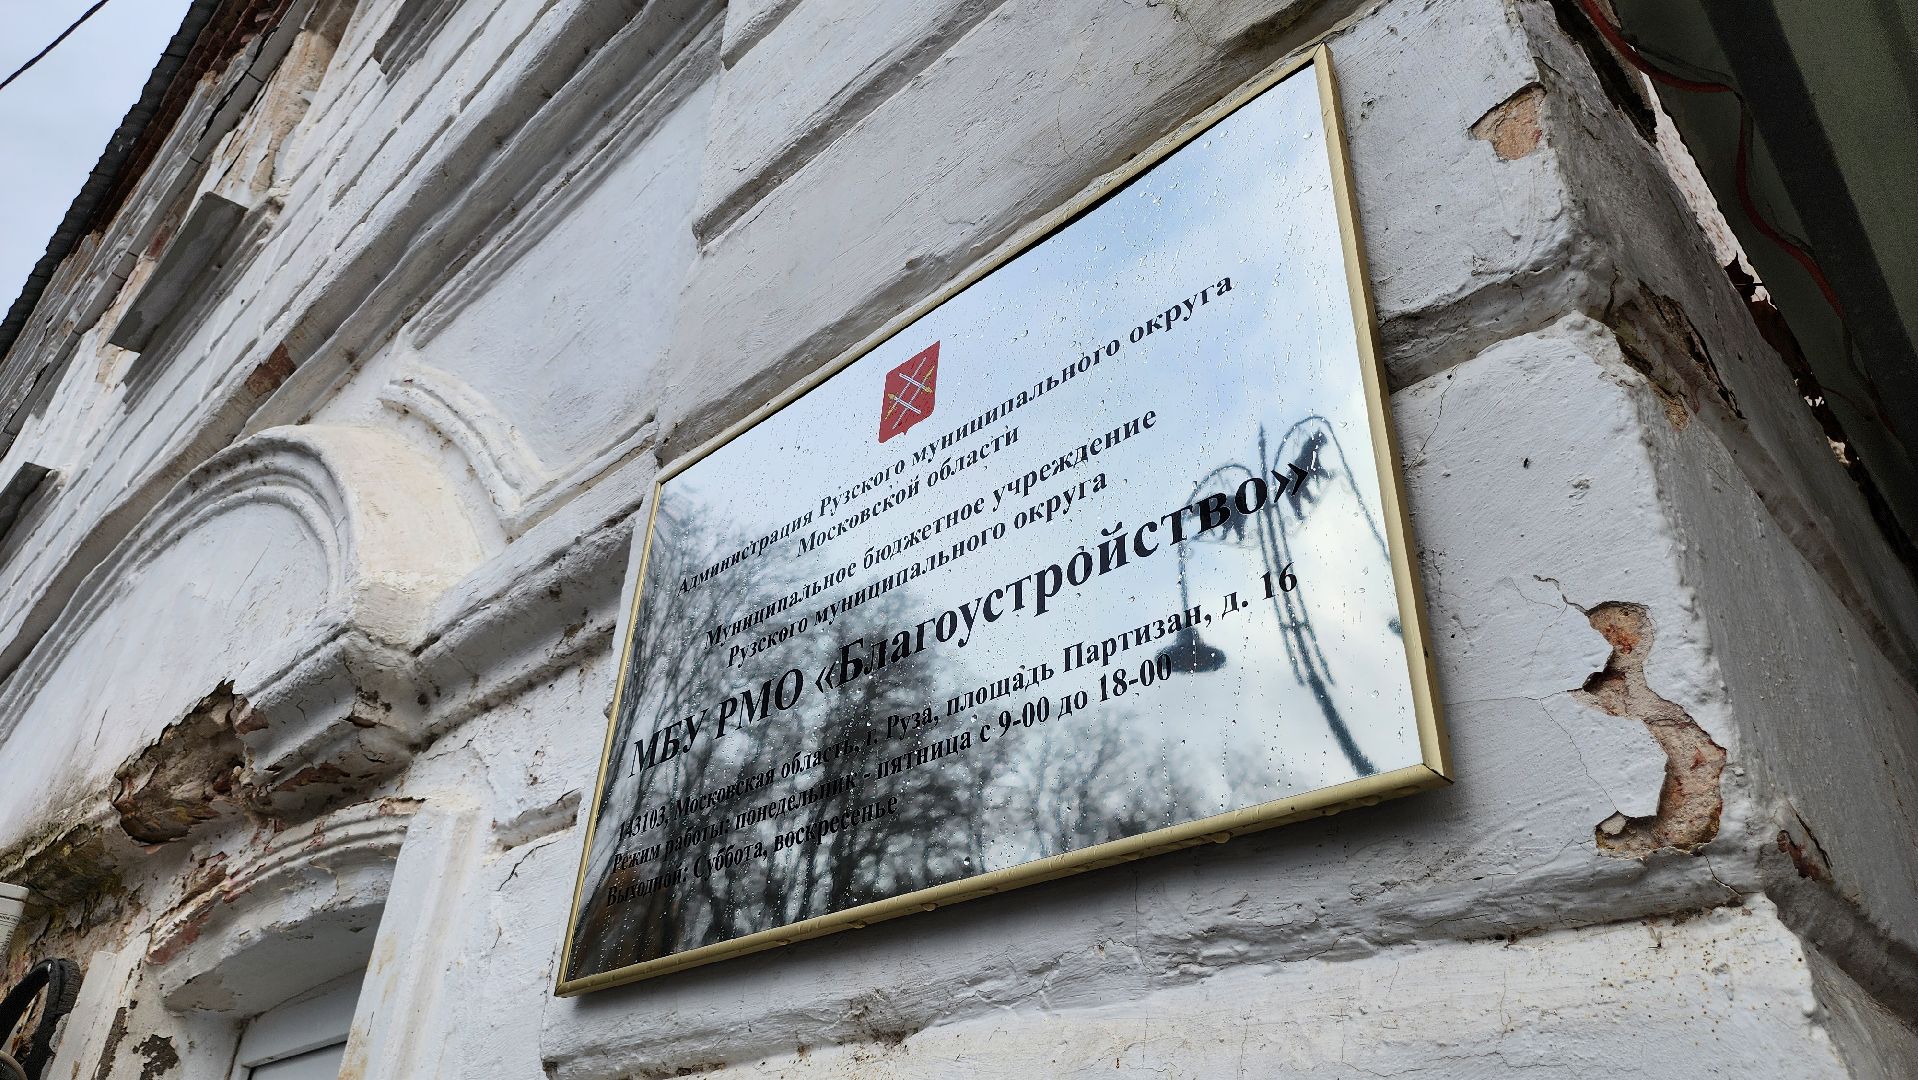 Администрация Рузского муниципального округа
Московской области
Муниципальное бюджетное учреждение
Рузского муниципального округа
МБУ РМО «Благоустройство»
143103, Московская область, г. Руза, площадь Партизан, д. 16
Режим работы: понедельник - пятница с 9-00 до 18-00
Выходной: Суббота, воскресенье